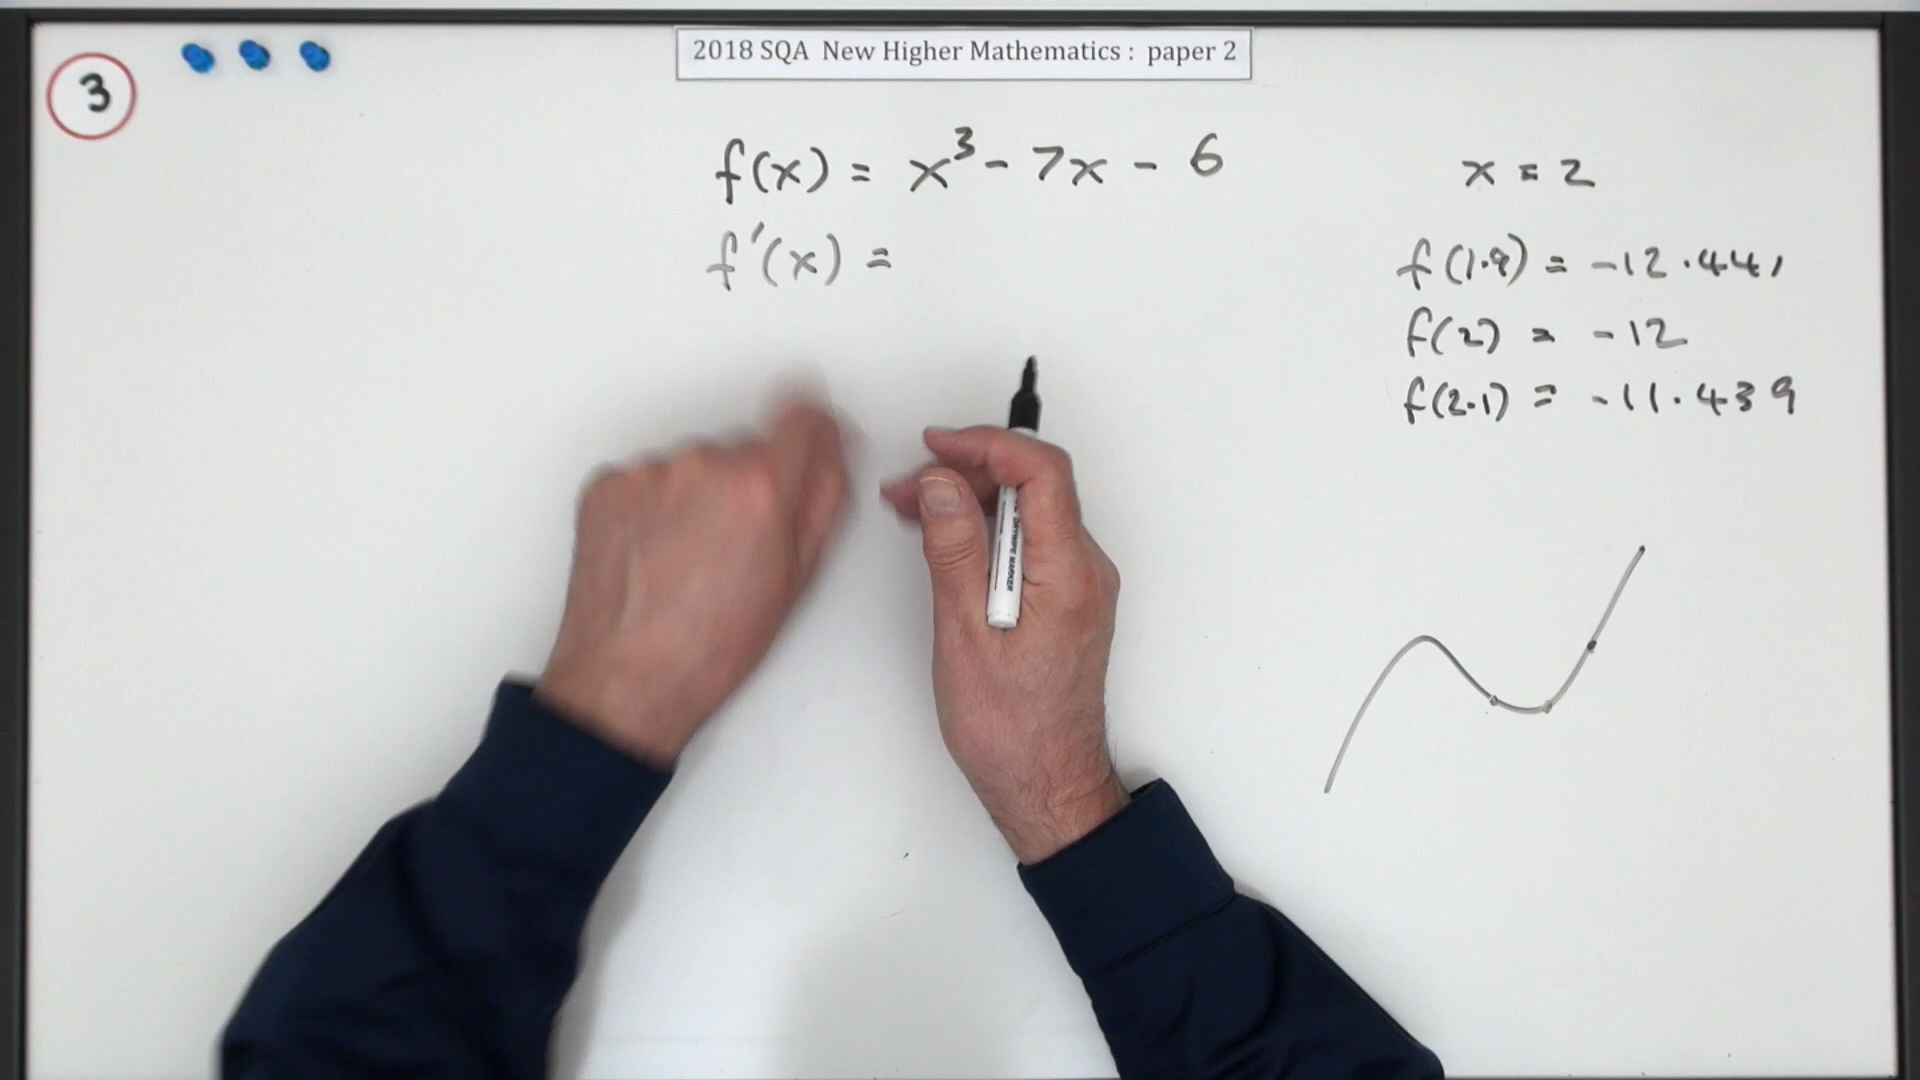 2018 SQA New Higher Mathematics : paper 2
3
f(x) = x³ - 7x - 6
f'(x) =
x = 2
f(1.9) = -12.441
f(2) = -12
f(2.1) = -11.439